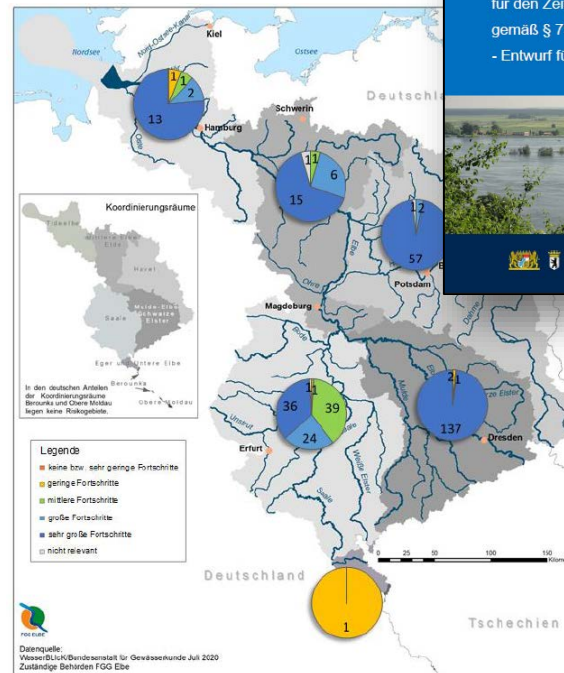 für den Zei
gemäß § 7
- Entwurf fü
Nordsee
Nord-Ostsee-Kanal
Kiel
Ostsee
1
1
2
13
Hamburg
Schwerin
Deutschl
1
1
6
15
1
2
57
Elbe
Potsdam
Ohre
Magdeburg
Bode
Dahme
Koordinierungsräume
Tideelbe
Mittlere Elbe
Elde
Havel
Saale
Mulde-Elbe
Schwarze
Elster
Eger und Untere Elbe
Berounka
Obere Moldau
In den deutschen Anteilen
der Koordinierungsräume
Berounka und Obere Moldau
liegen keine Risikogebiete.
1
1
36
39
24
Unstrut
Erfurt
Saale
Weiße Elster
Mulde
2
1
137
rze Elster
Dresden
Legende
keine bzw. sehr geringe Fortschritte
geringe Fortschritte
mittlere Fortschritte
große Fortschritte
sehr große Fortschritte
nicht relevant
0 25 50 100 150
Kilom
Deutschland
1
Tschechien
FGG ELBE
Datenquelle:
WasserBLIcK/Bundesanstalt für Gewässerkunde Juli 2020
Zuständige Behörden FGG Elbe